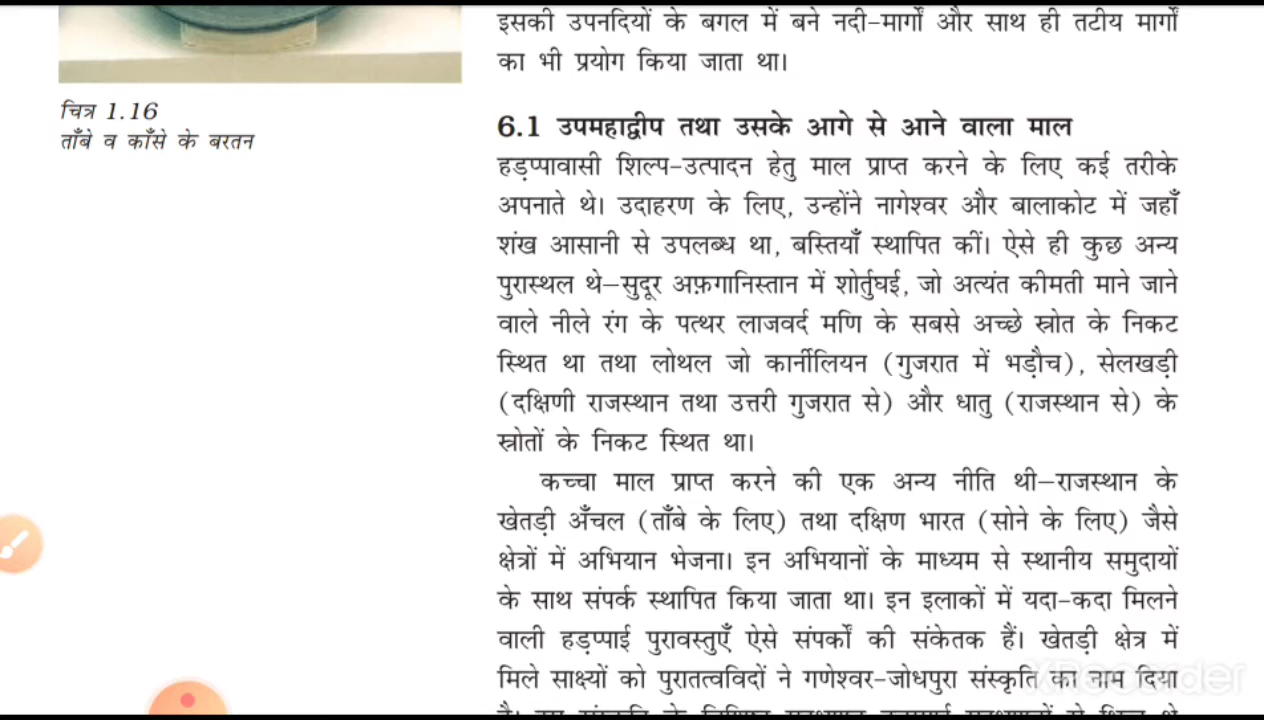 इसकी उपनदियों के बगल में बने नदी-मार्गों और साथ ही तटीय मार्गों
का भी प्रयोग किया जाता था।
चित्र 1.16
ताँबे व काँसे के बरतन
6.1 उपमहाद्वीप तथा उसके आगे से आने वाला माल
हड़प्पावासी शिल्प-उत्पादन हेतु माल प्राप्त करने के लिए कई तरीके
अपनाते थे। उदाहरण के लिए, उन्होंने नागेश्वर और बालाकोट में जहाँ
शंख आसानी से उपलब्ध था, बस्तियाँ स्थापित कीं। ऐसे ही कुछ अन्य
पुरास्थल थे—सुदूर अफ़गानिस्तान में शोर्तुघई, जो अत्यंत कीमती माने जाने
वाले नीले रंग के पत्थर लाजवर्द मणि के सबसे अच्छे स्रोत के निकट
स्थित था तथा लोथल जो कार्नीलियन (गुजरात में भड़ौच), सेलखड़ी
(दक्षिणी राजस्थान तथा उत्तरी गुजरात से) और धातु (राजस्थान से) के
स्रोतों के निकट स्थित था।
कच्चा माल प्राप्त करने की एक अन्य नीति थी—राजस्थान के
खेतड़ी अँचल (ताँबे के लिए) तथा दक्षिण भारत (सोने के लिए) जैसे
क्षेत्रों में अभियान भेजना। इन अभियानों के माध्यम से स्थानीय समुदायों
के साथ संपर्क स्थापित किया जाता था। इन इलाकों में यदा-कदा मिलने
वाली हड़प्पाई पुरावस्तुएँ ऐसे संपर्कों की संकेतक हैं। खेतड़ी क्षेत्र में
मिले साक्ष्यों को पुरातत्वविदों ने गणेश्वर-जोधपुरा संस्कृति का नाम दिया
XRecorder